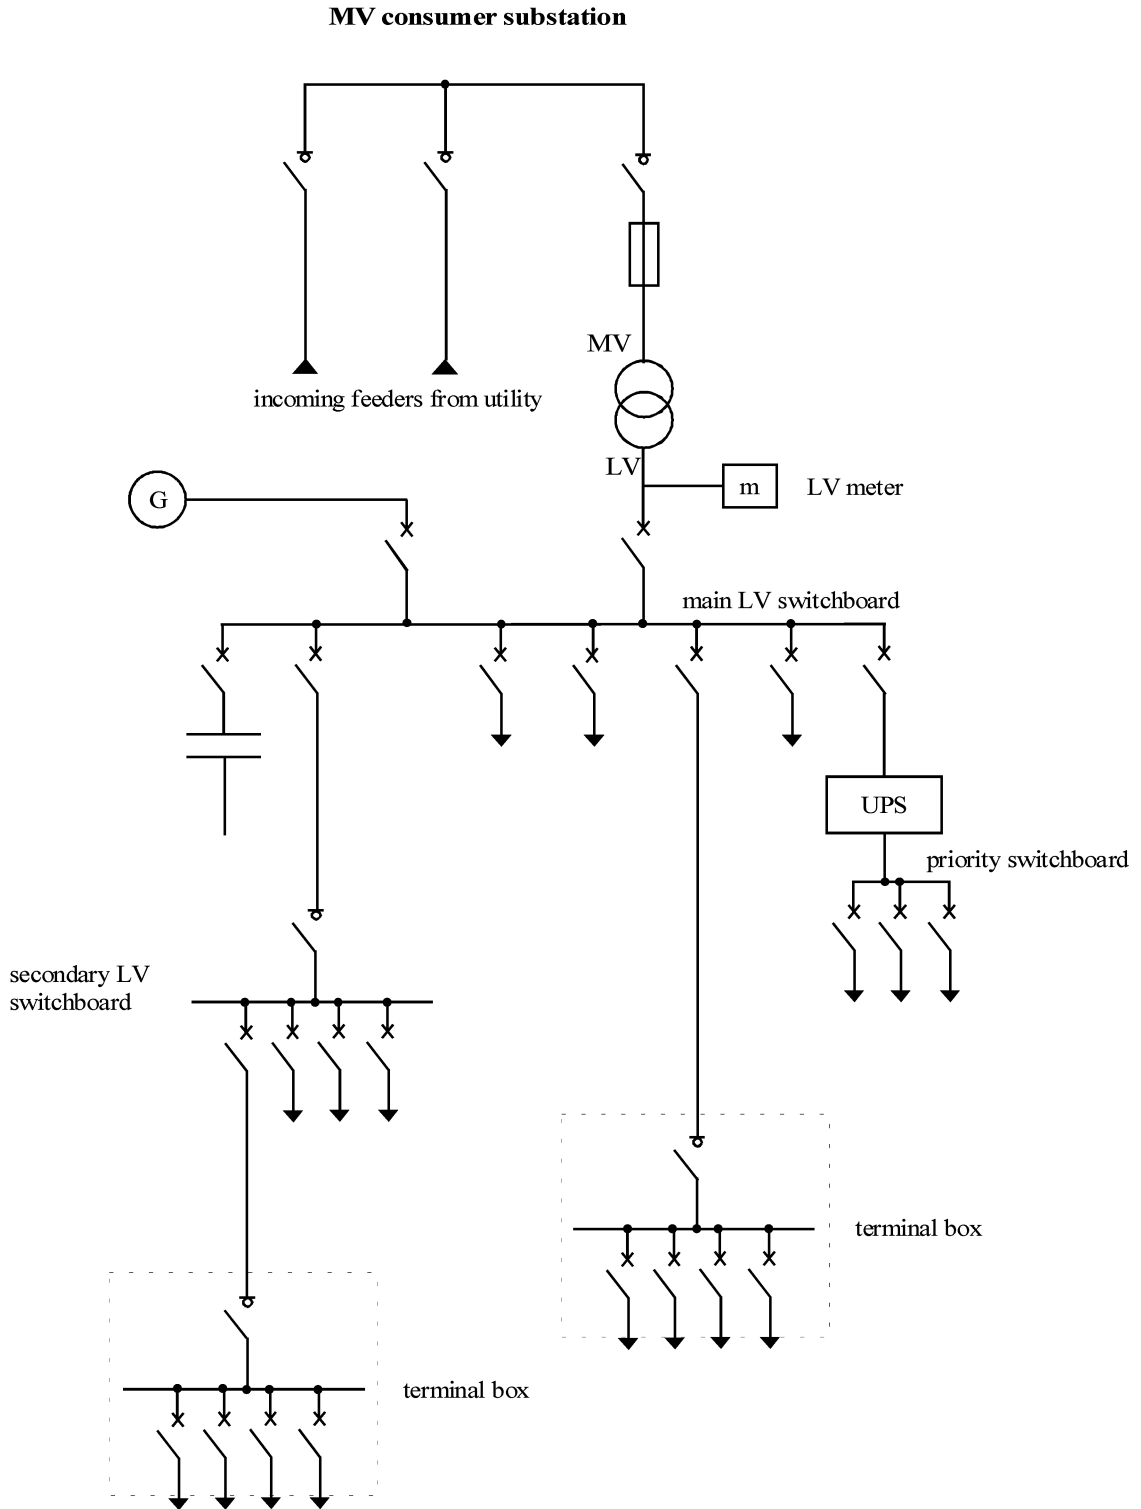 MV consumer substation
MV
incoming feeders from utility
LV
G
m
LV meter
main LV switchboard
UPS
priority switchboard
secondary LV
switchboard
terminal box
terminal box